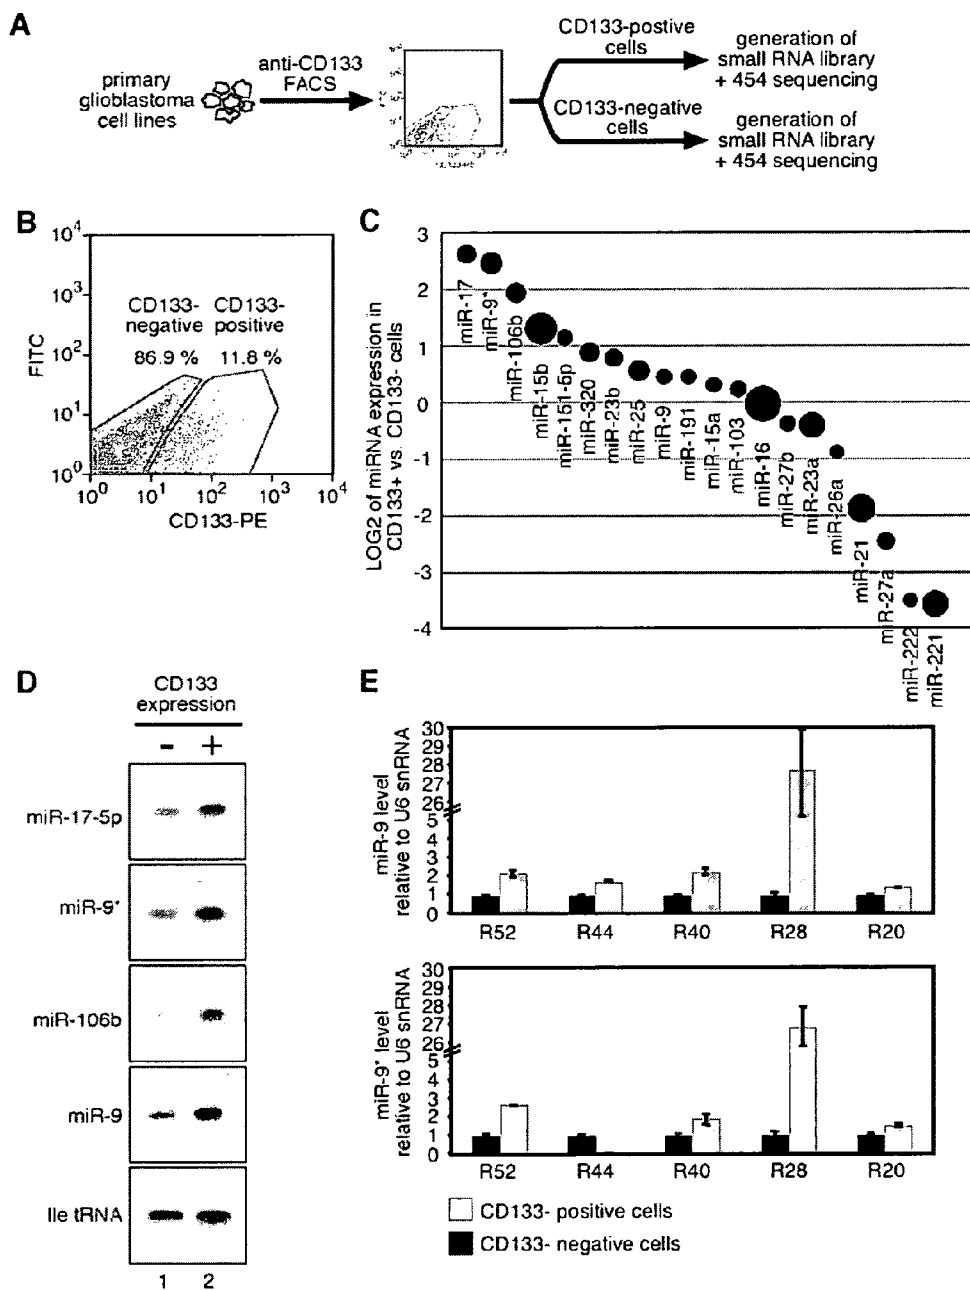 A
primary
glioblastoma
cell lines
anti-CD133
FACS
CD133-postive
cells
CD133-negative
cells
generation of
small RNA library
+ 454 sequencing
generation of
small RNA library
+ 454 sequencing
B
FITC
10^4
10^3
10^2
10^1
10^0
CD133-
negative
86.9 %
CD133-
positive
11.8 %
10^0 10^1 10^2 10^3 10^4
CD133-PE
C
LOG2 of miRNA expression in
CD133+ vs. CD133- cells
3
2
1
0
-1
-2
-3
-4
miR-17
miR-9*
miR-106b
miR-15b
miR-151-5p
miR-320
miR-23b
miR-25
miR-9
miR-191
miR-15a
miR-103
miR-16
miR-27b
miR-23a
miR-26a
miR-21
miR-27a
miR-222
miR-221
D
CD133
expression
- +
miR-17-5p
miR-9*
miR-106b
miR-9
Ile tRNA
1 2
E
miR-9 level
relative to U6 snRNA
30
29
28
27
26
5
4
3
2
1
0
R52 R44 R40 R28 R20
miR-9* level
relative to U6 snRNA
30
29
28
27
26
5
4
3
2
1
0
R52 R44 R40 R28 R20
CD133- positive cells
CD133- negative cells